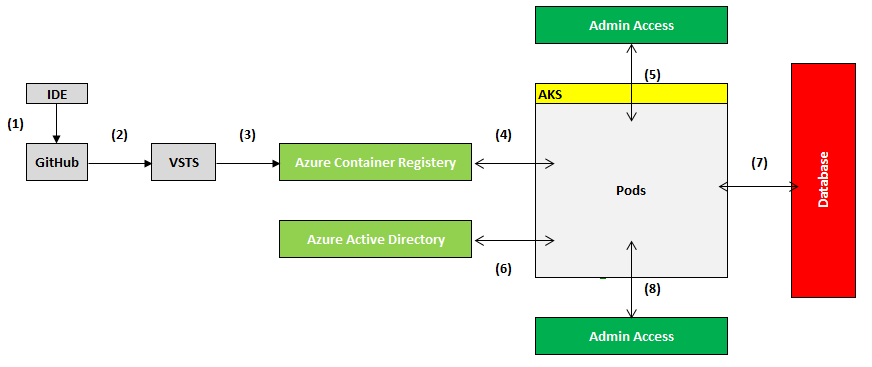 Admin Access
(5)
IDE
AKS
(1)
(2)
(3)
(4)
GitHub
VSTS
Azure Container Registery
(7)
Pods
Database
Azure Active Directory
(6)
(8)
Admin Access